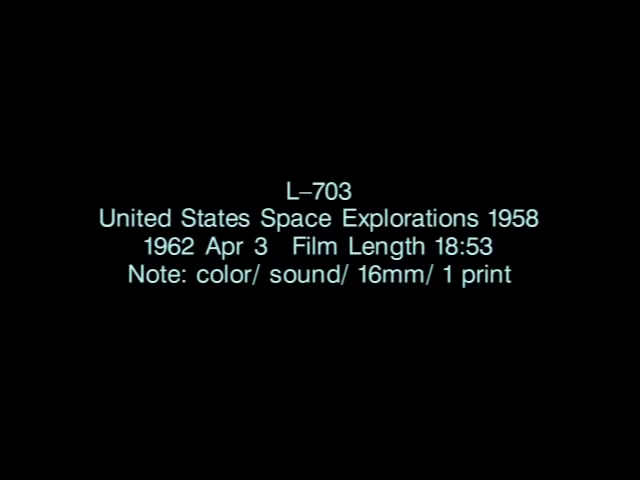 L–703
United States Space Explorations 1958
1962 Apr 3 Film Length 18:53
Note: color/ sound/ 16mm/ 1 print